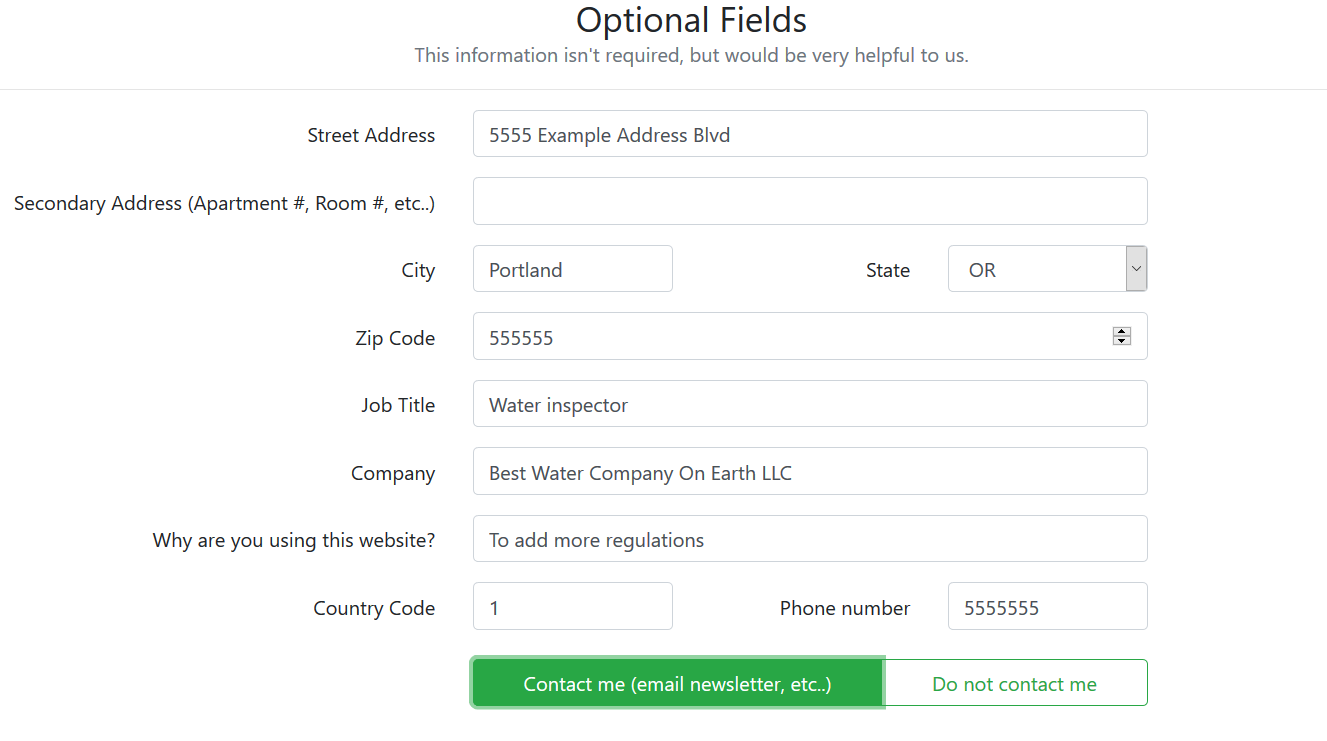 Optional Fields
This information isn't required, but would be very helpful to us.
Street Address 5555 Example Address Blvd
Secondary Address (Apartment #, Room #, etc..)
City Portland State OR
Zip Code 555555
Job Title Water inspector
Company Best Water Company On Earth LLC
Why are you using this website? To add more regulations
Country Code 1 Phone number 5555555
Contact me (email newsletter, etc..) Do not contact me